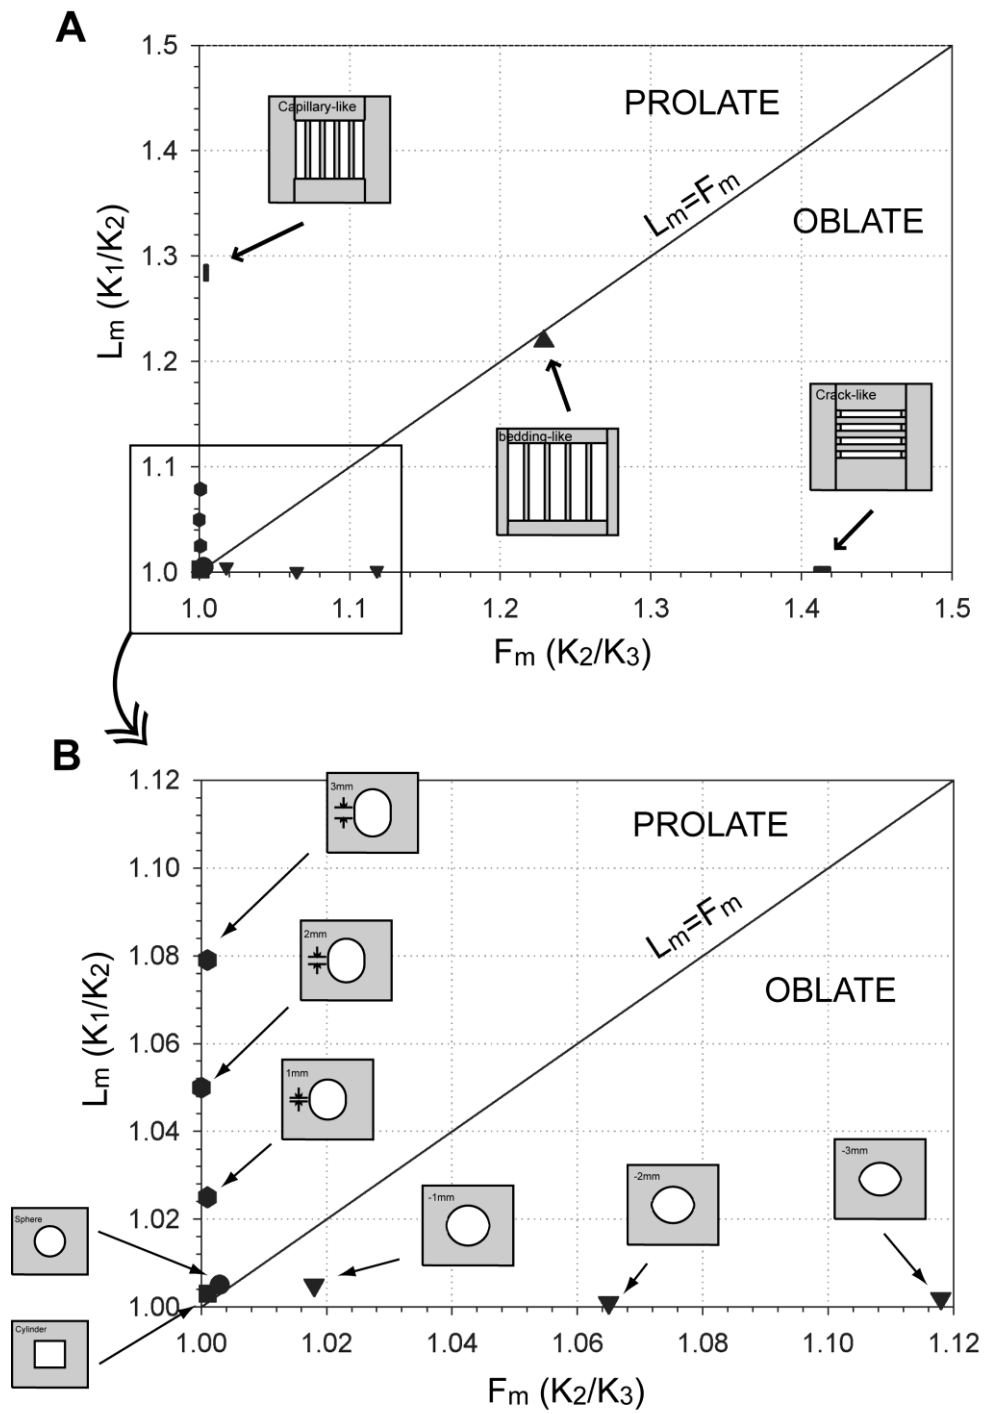 A
1.5
PROLATE
Capillary-like
1.4
Lm=Fm
OBLATE
1.3
Lm (K1/K2)
1.2
Crack-like
bedding-like
1.1
1.0
1.0 1.1 1.2 1.3 1.4 1.5
Fm (K2/K3)
B
1.12
3mm
PROLATE
1.10
2mm
Lm=Fm
1.08
OBLATE
Lm (K1/K2)
1.06
1mm
1.04
-3mm
-2mm
-1mm
1.02
Sphere
1.00
Cylinder
1.00 1.02 1.04 1.06 1.08 1.10 1.12
Fm (K2/K3)